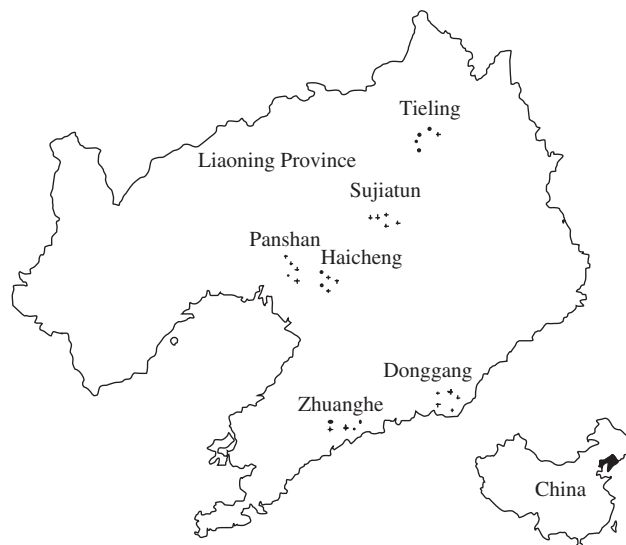 Tieling
Liaoning Province
Sujiatun
Panshan
Haicheng
Donggang
Zhuanghe
China